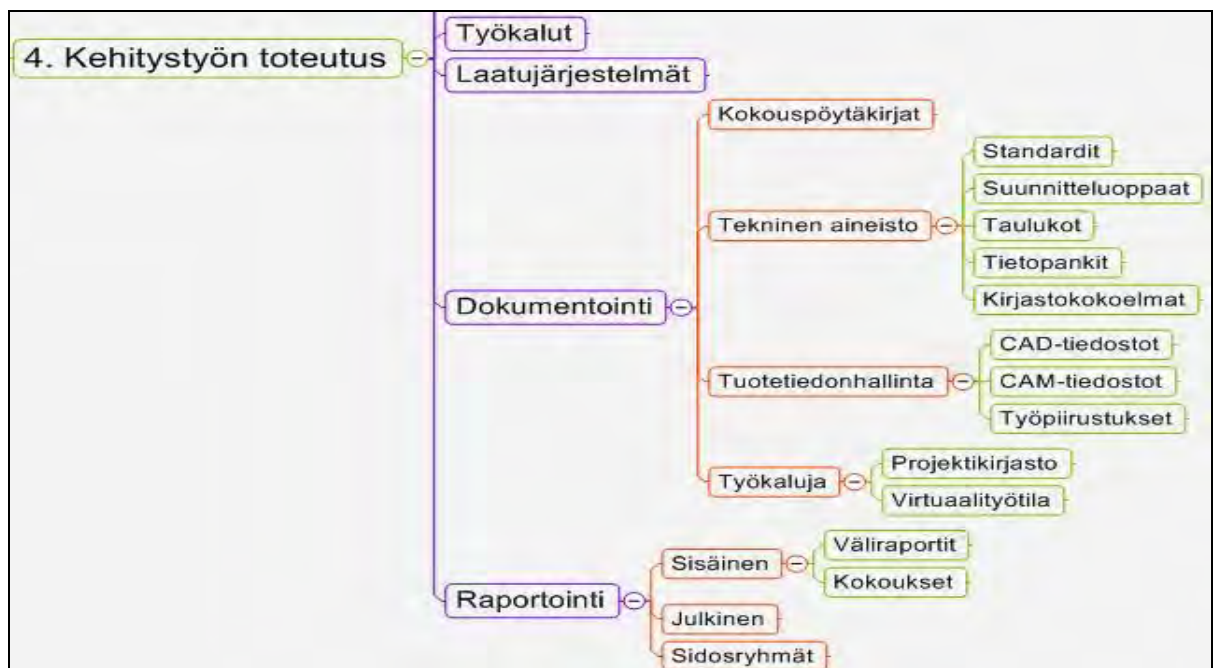 4. Kehitystyön toteutus
Työkalut
Laatujärjestelmät
Dokumentointi
Kokouspöytäkirjat
Tekninen aineisto
Standardit
Suunnitteluoppaat
Taulukot
Tietopankit
Kirjastokokoelmat
Tuotetiedonhallinta
CAD-tiedostot
CAM-tiedostot
Työpiirustukset
Työkaluja
Projektikirjasto
Virtuaalityötila
Raportointi
Sisäinen
Väliraportit
Kokoukset
Julkinen
Sidosryhmät